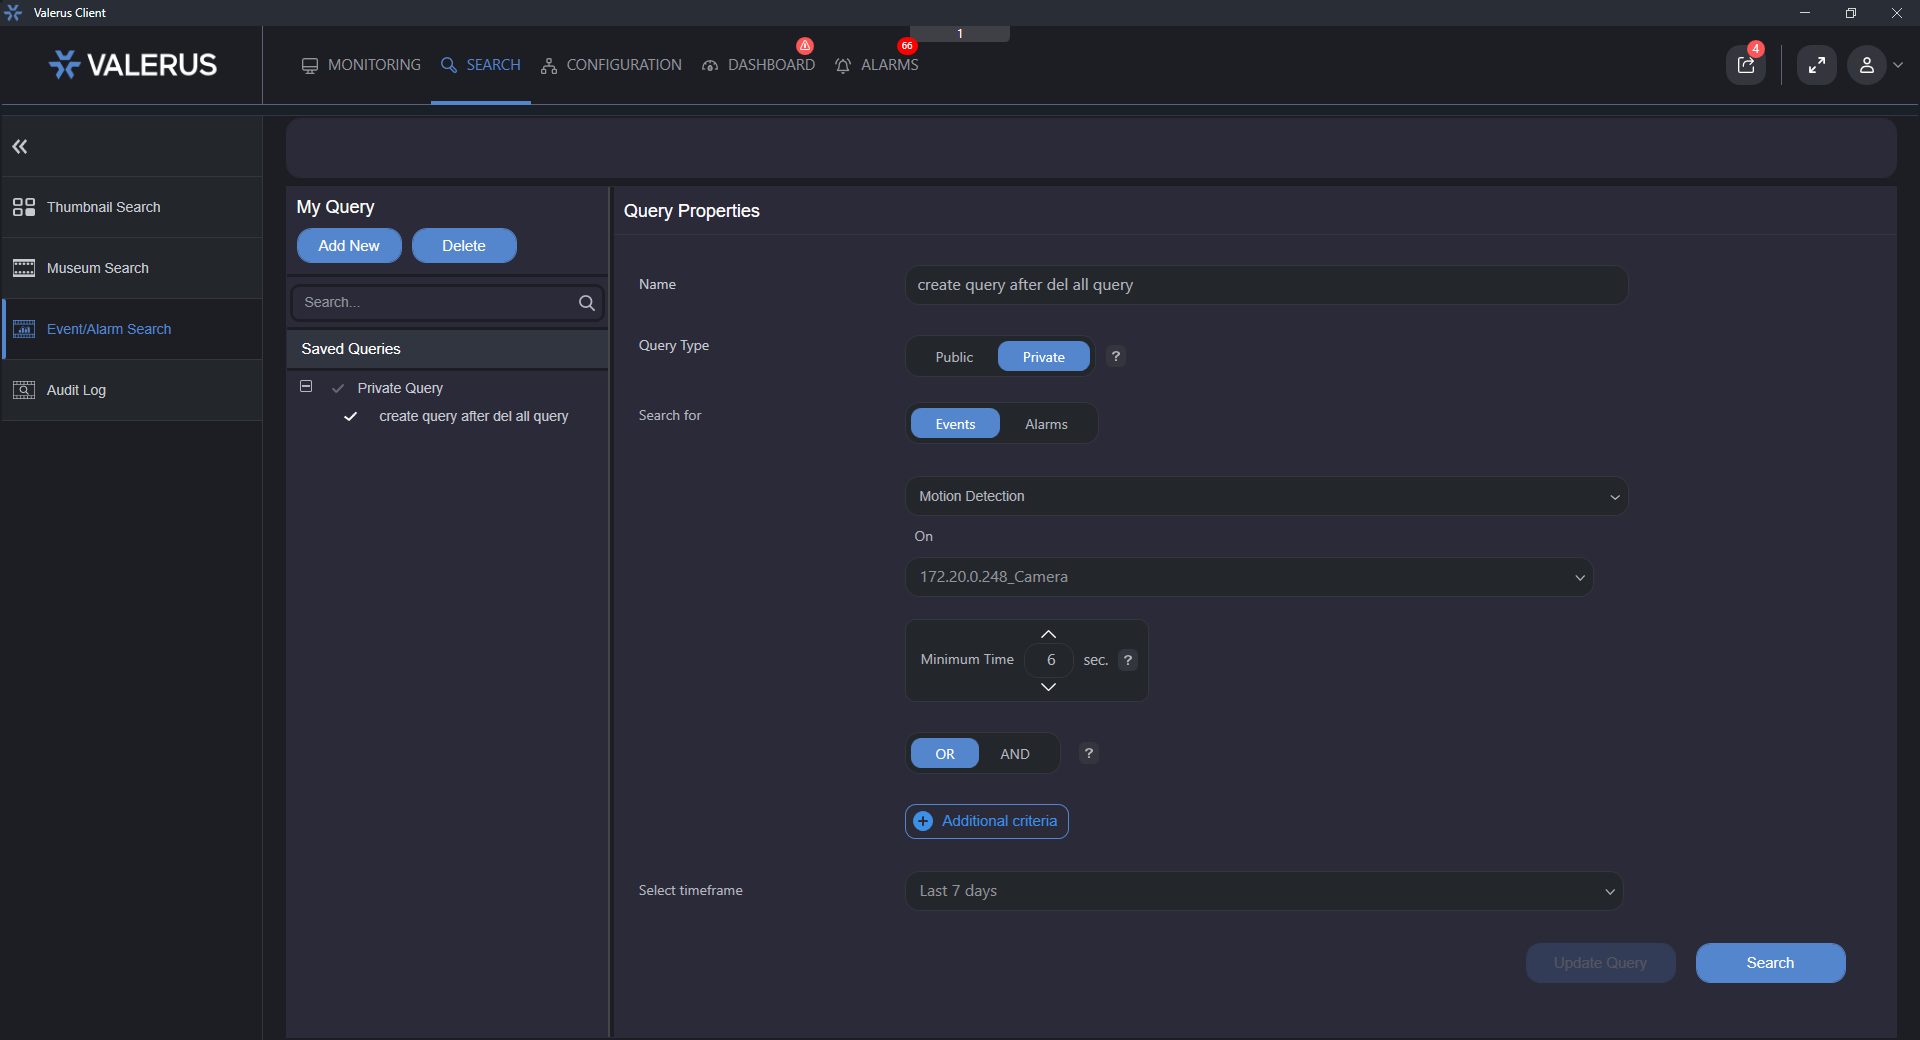 Valerus Client
1
VALERUS
MONITORING
SEARCH
CONFIGURATION
DASHBOARD
66
ALARMS
4
Thumbnail Search
Museum Search
Event/Alarm Search
Audit Log
My Query
Add New
Delete
Search...
Saved Queries
Private Query
create query after del all query
Query Properties
Name
create query after del all query
Query Type
Public
Private
?
Search for
Events
Alarms
Motion Detection
On
172.20.0.248_Camera
Minimum Time
6
sec.
?
OR
AND
?
Additional criteria
Select timeframe
Last 7 days
Update Query
Search